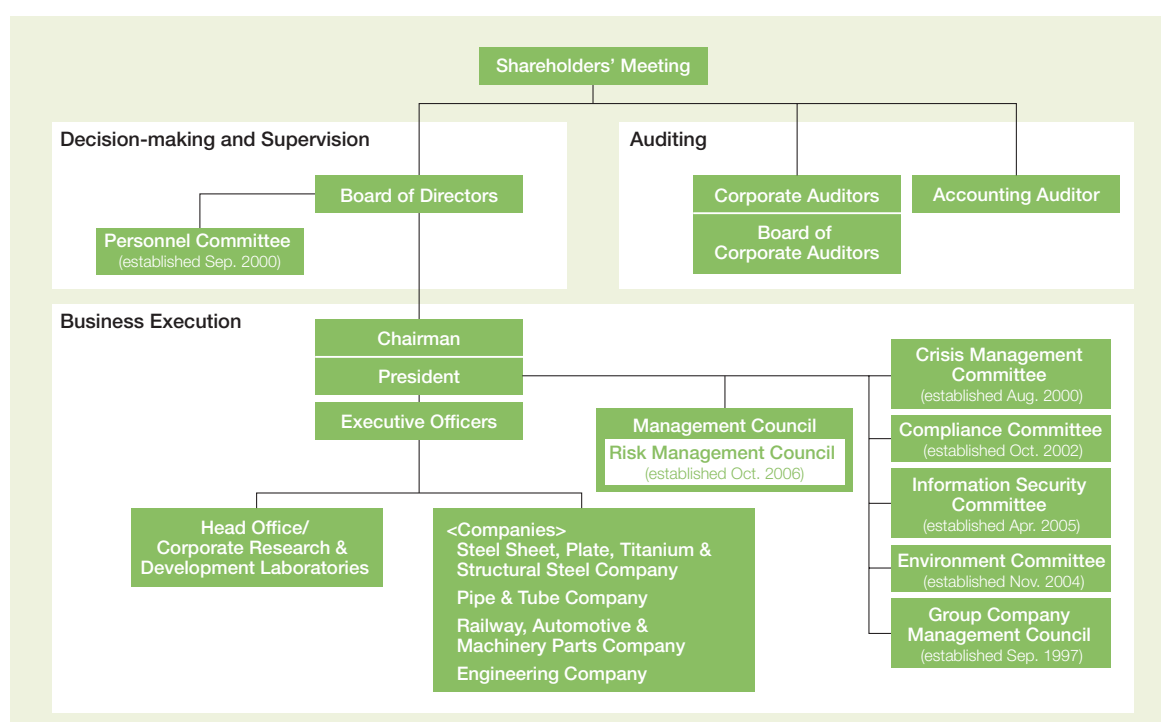 Shareholders' Meeting
Decision-making and Supervision
Auditing
Board of Directors
Corporate Auditors
Accounting Auditor
Personnel Committee
(established Sep. 2000)
Board of
Corporate Auditors
Business Execution
Chairman
President
Executive Officers
Management Council
Risk Management Council
(established Oct. 2006)
Crisis Management
Committee
(established Aug. 2000)
Compliance Committee
(established Oct. 2002)
Information Security
Committee
(established Apr. 2005)
Environment Committee
(established Nov. 2004)
Group Company
Management Council
(established Sep. 1997)
Head Office/
Corporate Research &
Development Laboratories
<Companies>
Steel Sheet, Plate, Titanium &
Structural Steel Company
Pipe & Tube Company
Railway, Automotive &
Machinery Parts Company
Engineering Company